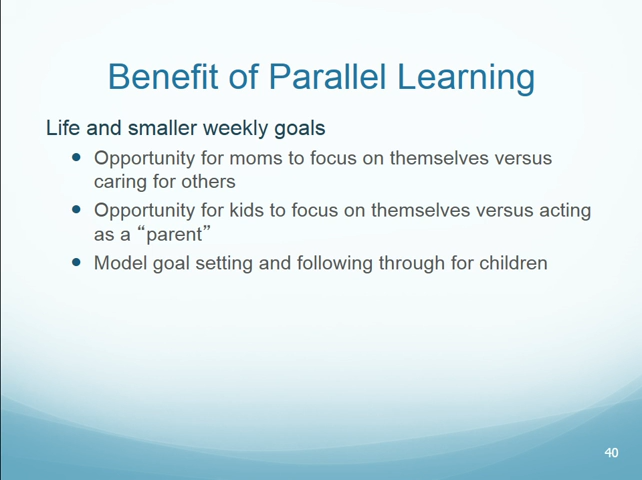 Benefit of Parallel Learning
Life and smaller weekly goals
• Opportunity for moms to focus on themselves versus
caring for others
• Opportunity for kids to focus on themselves versus acting
as a “parent”
• Model goal setting and following through for children
40